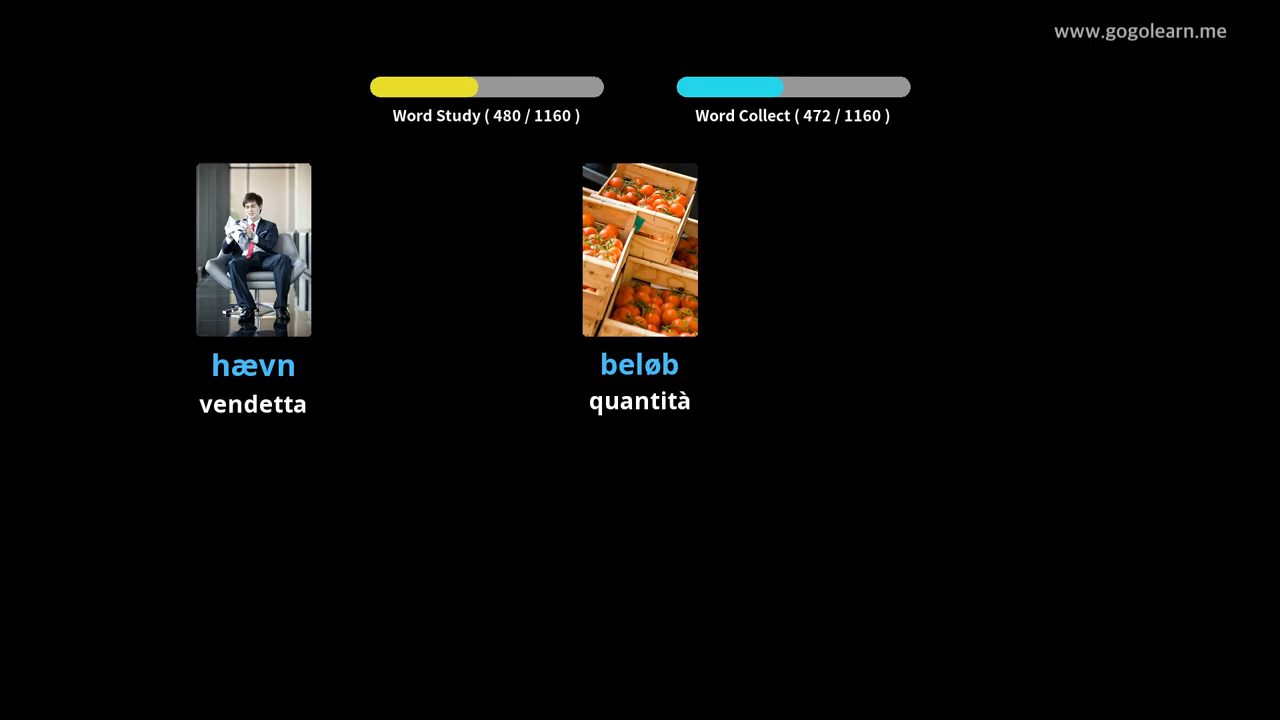 www.gogolearn.me
Word Study ( 480 / 1160 )
Word Collect ( 472 / 1160 )
hævn
vendetta
beløb
quantità